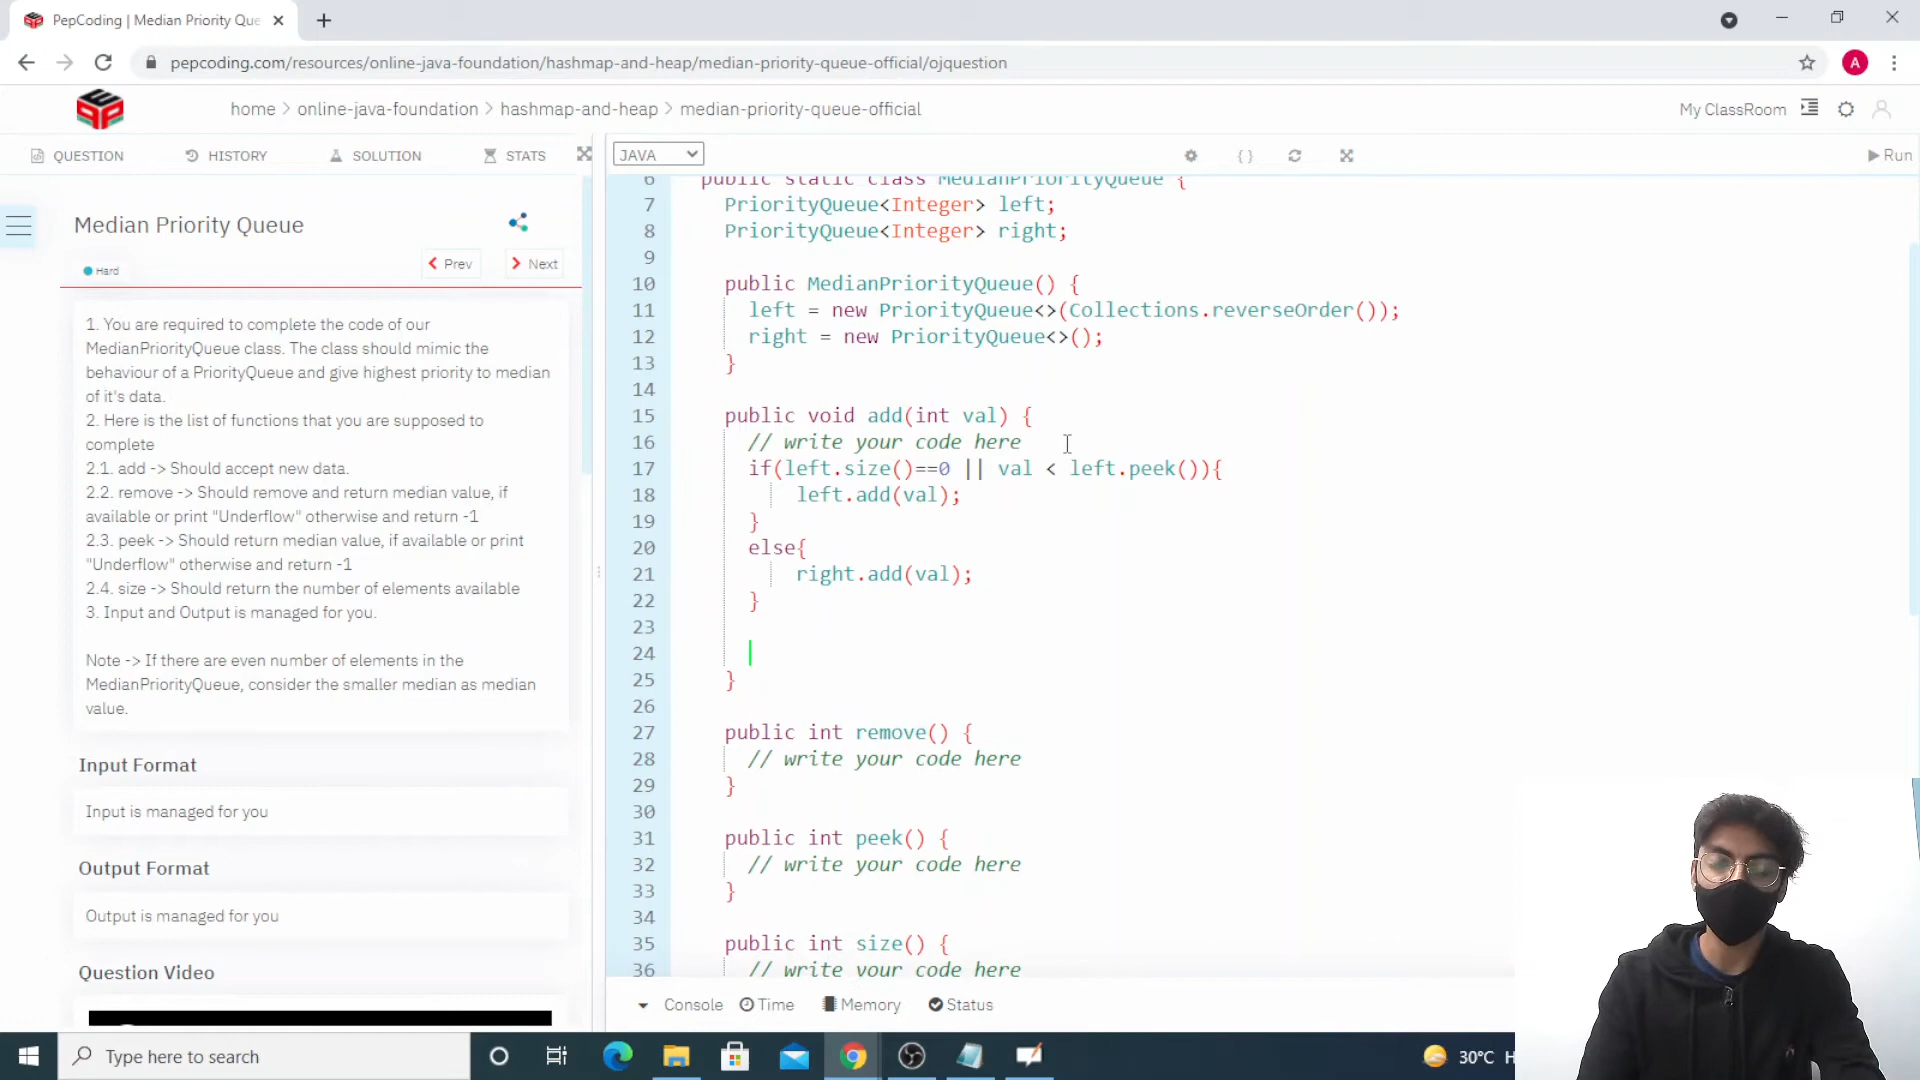 PepCoding | Median Priority Que
pepcoding.com/resources/online-java-foundation/hashmap-and-heap/median-priority-queue-official/ojquestion
A
PEP
home > online-java-foundation > hashmap-and-heap > median-priority-queue-official
My ClassRoom
QUESTION HISTORY SOLUTION STATS
Median Priority Queue
Prev Next
Hard
1. You are required to complete the code of our
MedianPriorityQueue class. The class should mimic the
behaviour of a PriorityQueue and give highest priority to median
of it's data.
2. Here is the list of functions that you are supposed to
complete
2.1. add -> Should accept new data.
2.2. remove -> Should remove and return median value, if
available or print "Underflow" otherwise and return -1
2.3. peek -> Should return median value, if available or print
"Underflow" otherwise and return -1
2.4. size -> Should return the number of elements available
3. Input and Output is managed for you.
Note -> If there are even number of elements in the
MedianPriorityQueue, consider the smaller median as median
value.
Input Format
Input is managed for you
Output Format
Output is managed for you
Question Video
JAVA
{ }
Run
6 public static class MedianPriorityQueue {
7 PriorityQueue<Integer> left;
8 PriorityQueue<Integer> right;
9
10 public MedianPriorityQueue() {
11 left = new PriorityQueue<>(Collections.reverseOrder());
12 right = new PriorityQueue<>();
13 }
14
15 public void add(int val) {
16 // write your code here
17 if(left.size()==0 || val < left.peek()){
18 left.add(val);
19 }
20 else{
21 right.add(val);
22 }
23
24
25 }
26
27 public int remove() {
28 // write your code here
29 }
30
31 public int peek() {
32 // write your code here
33 }
34
35 public int size() {
36 // write your code here
Console Time Memory Status
Type here to search
30°C H